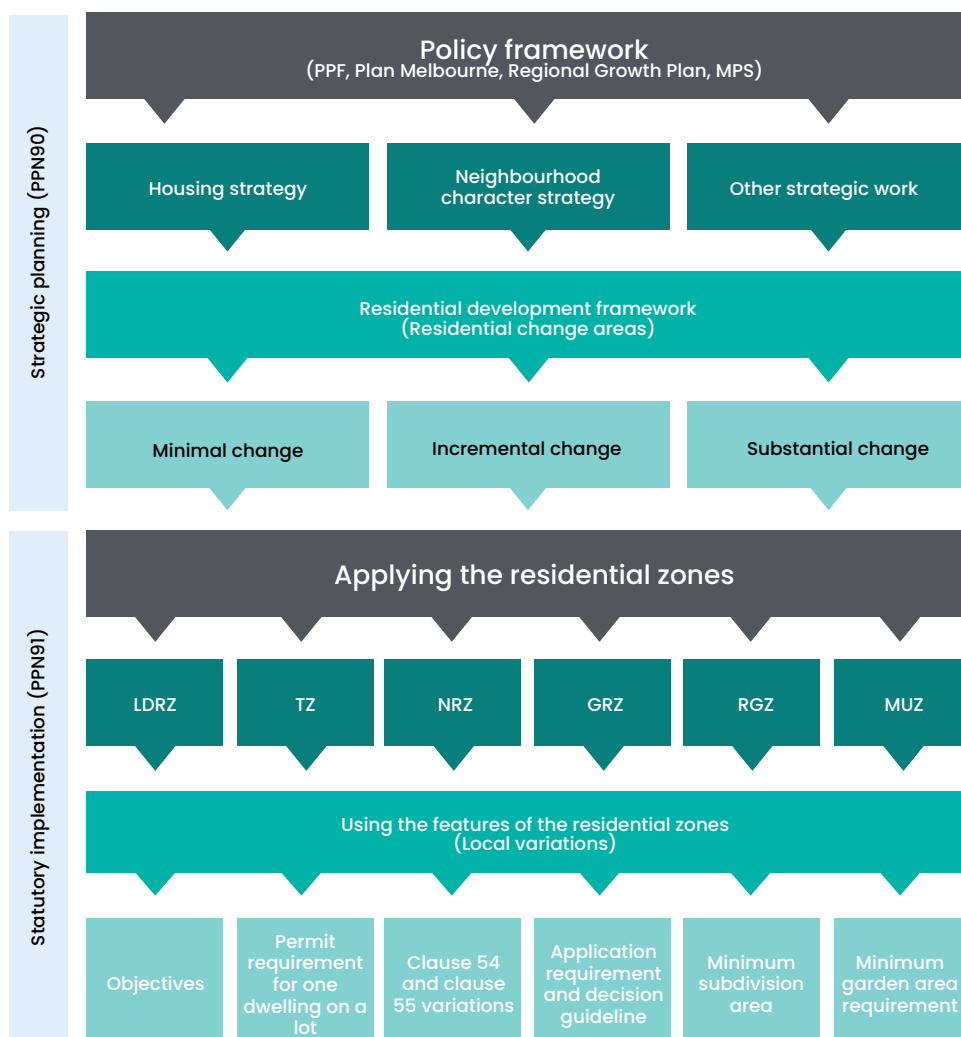 Policy framework
(PPF, Plan Melbourne, Regional Growth Plan, MPS)
Strategic planning (PPN90)
Housing strategy
Neighbourhood
character strategy
Other strategic work
Residential development framework
(Residential change areas)
Minimal change
Incremental change
Substantial change
Statutory implementation (PPN91)
Applying the residential zones
LDRZ
TZ
NRZ
GRZ
RGZ
MUZ
Using the features of the residential zones
(Local variations)
Objectives
Permit
requirement
for one
dwelling on a
lot
Clause 54
and clause
55 variations
Application
requirement
and decision
guideline
Minimum
subdivision
area
Minimum
garden area
requirement